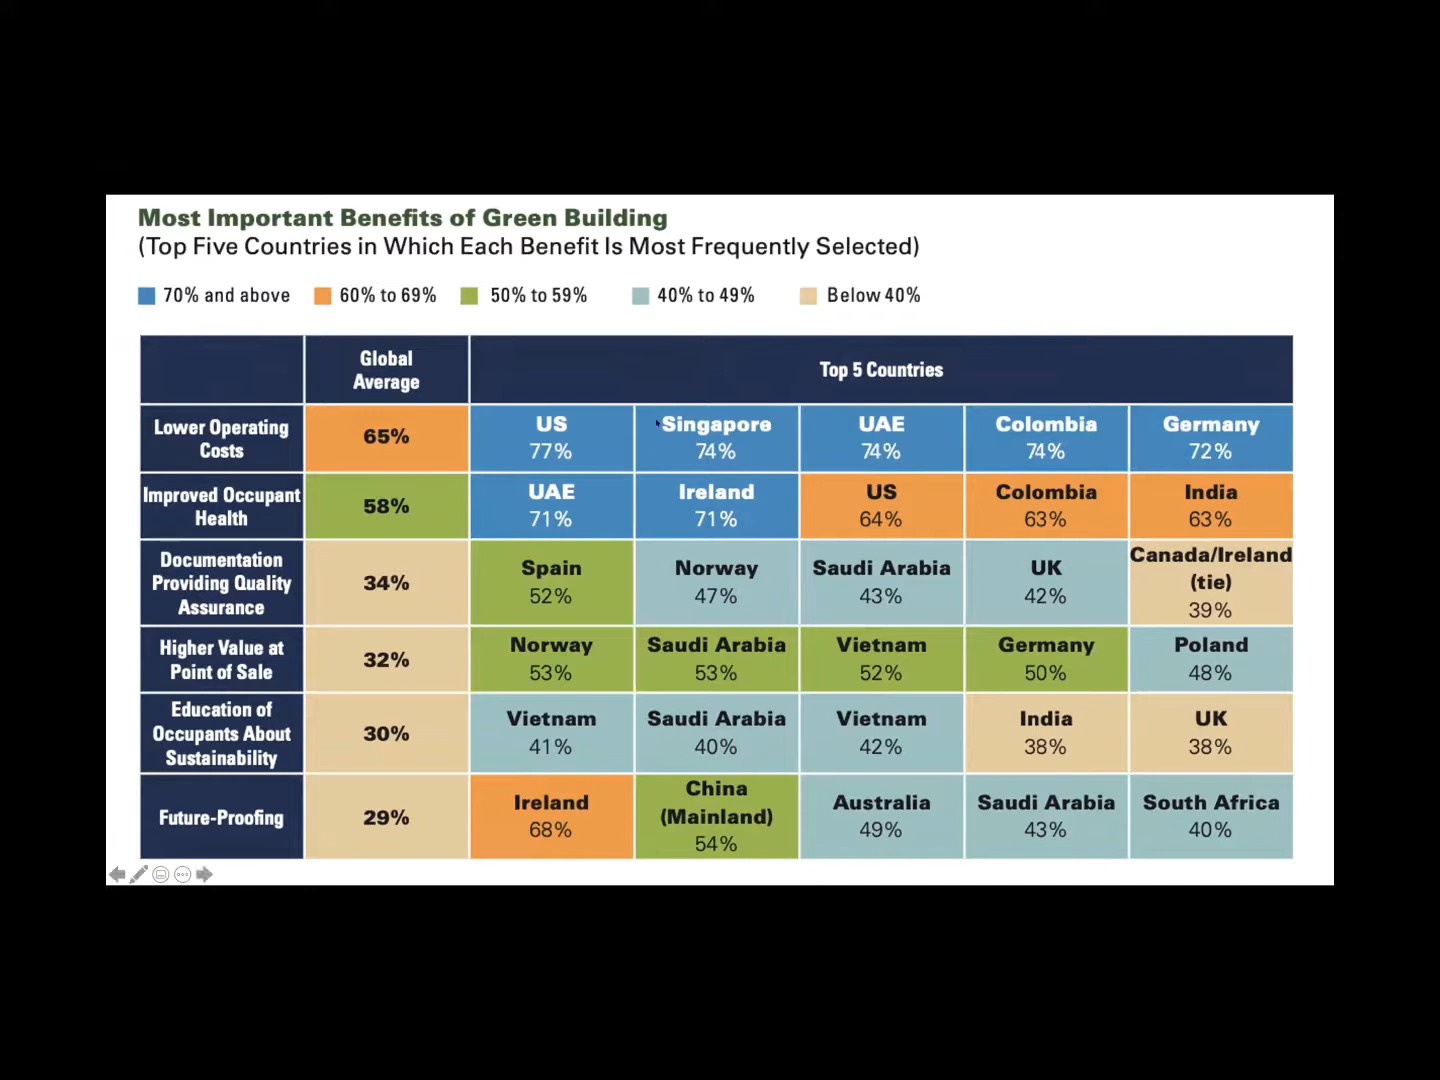 Most Important Benefits of Green Building
(Top Five Countries in Which Each Benefit Is Most Frequently Selected)
70% and above 60% to 69% 50% to 59% 40% to 49% Below 40%
Global
Average
Top 5 Countries
Lower Operating
Costs
65%
US
77%
Singapore
74%
UAE
74%
Colombia
74%
Germany
72%
Improved Occupant
Health
58%
UAE
71%
Ireland
71%
US
64%
Colombia
63%
India
63%
Documentation
Providing Quality
Assurance
34%
Spain
52%
Norway
47%
Saudi Arabia
43%
UK
42%
Canada/Ireland
(tie)
39%
Higher Value at
Point of Sale
32%
Norway
53%
Saudi Arabia
53%
Vietnam
52%
Germany
50%
Poland
48%
Education of
Occupants About
Sustainability
30%
Vietnam
41%
Saudi Arabia
40%
Vietnam
42%
India
38%
UK
38%
Future-Proofing
29%
Ireland
68%
China
(Mainland)
54%
Australia
49%
Saudi Arabia
43%
South Africa
40%